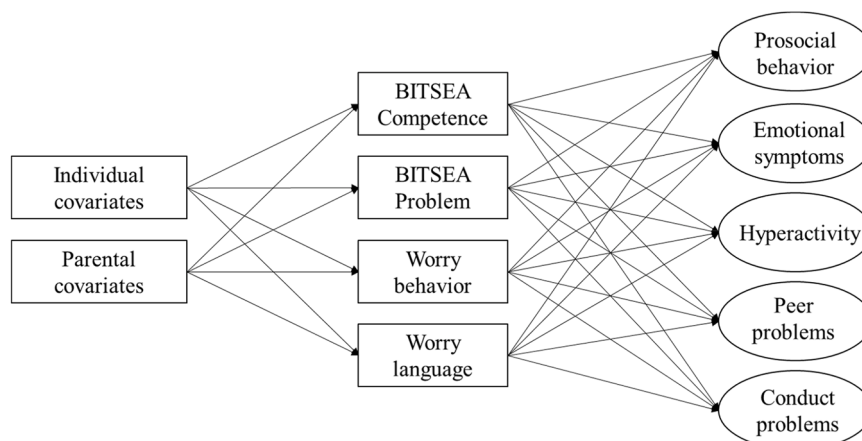 Individual
covariates
Parental
covariates
BITSEA
Competence
BITSEA
Problem
Worry
behavior
Worry
language
Prosocial
behavior
Emotional
symptoms
Hyperactivity
Peer
problems
Conduct
problems